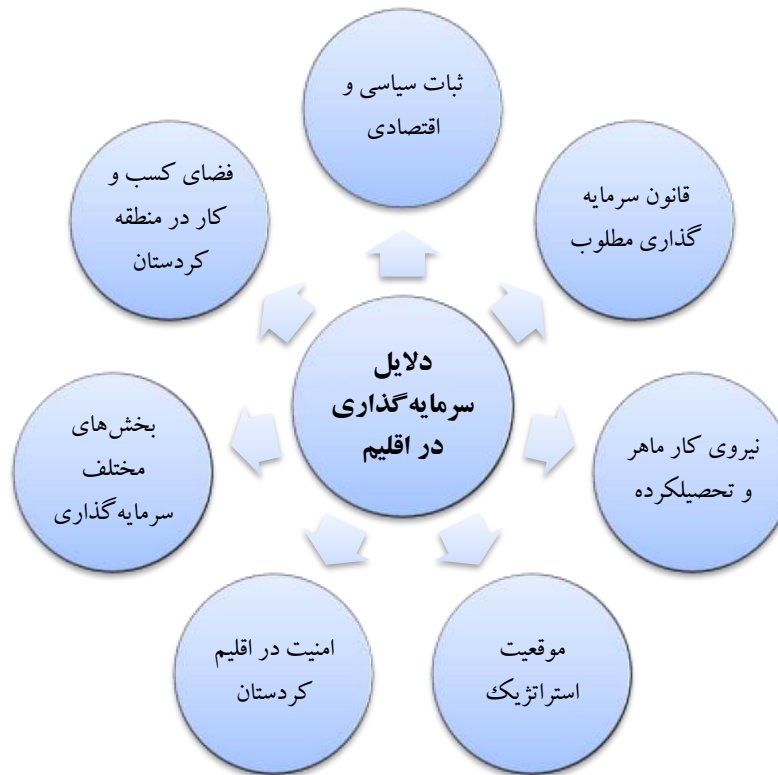 ثبات سیاسی و
اقتصادی
قانون سرمایه
گذاری مطلوب
نیروی کار ماهر
و تحصیلکرده
موقعیت
استراتژیک
امنیت در اقلیم
کردستان
بخش‌های
مختلف
سرمایه‌گذاری
فضای کسب و
کار در منطقه
کردستان
دلایل
سرمایه‌گذاری
در اقلیم